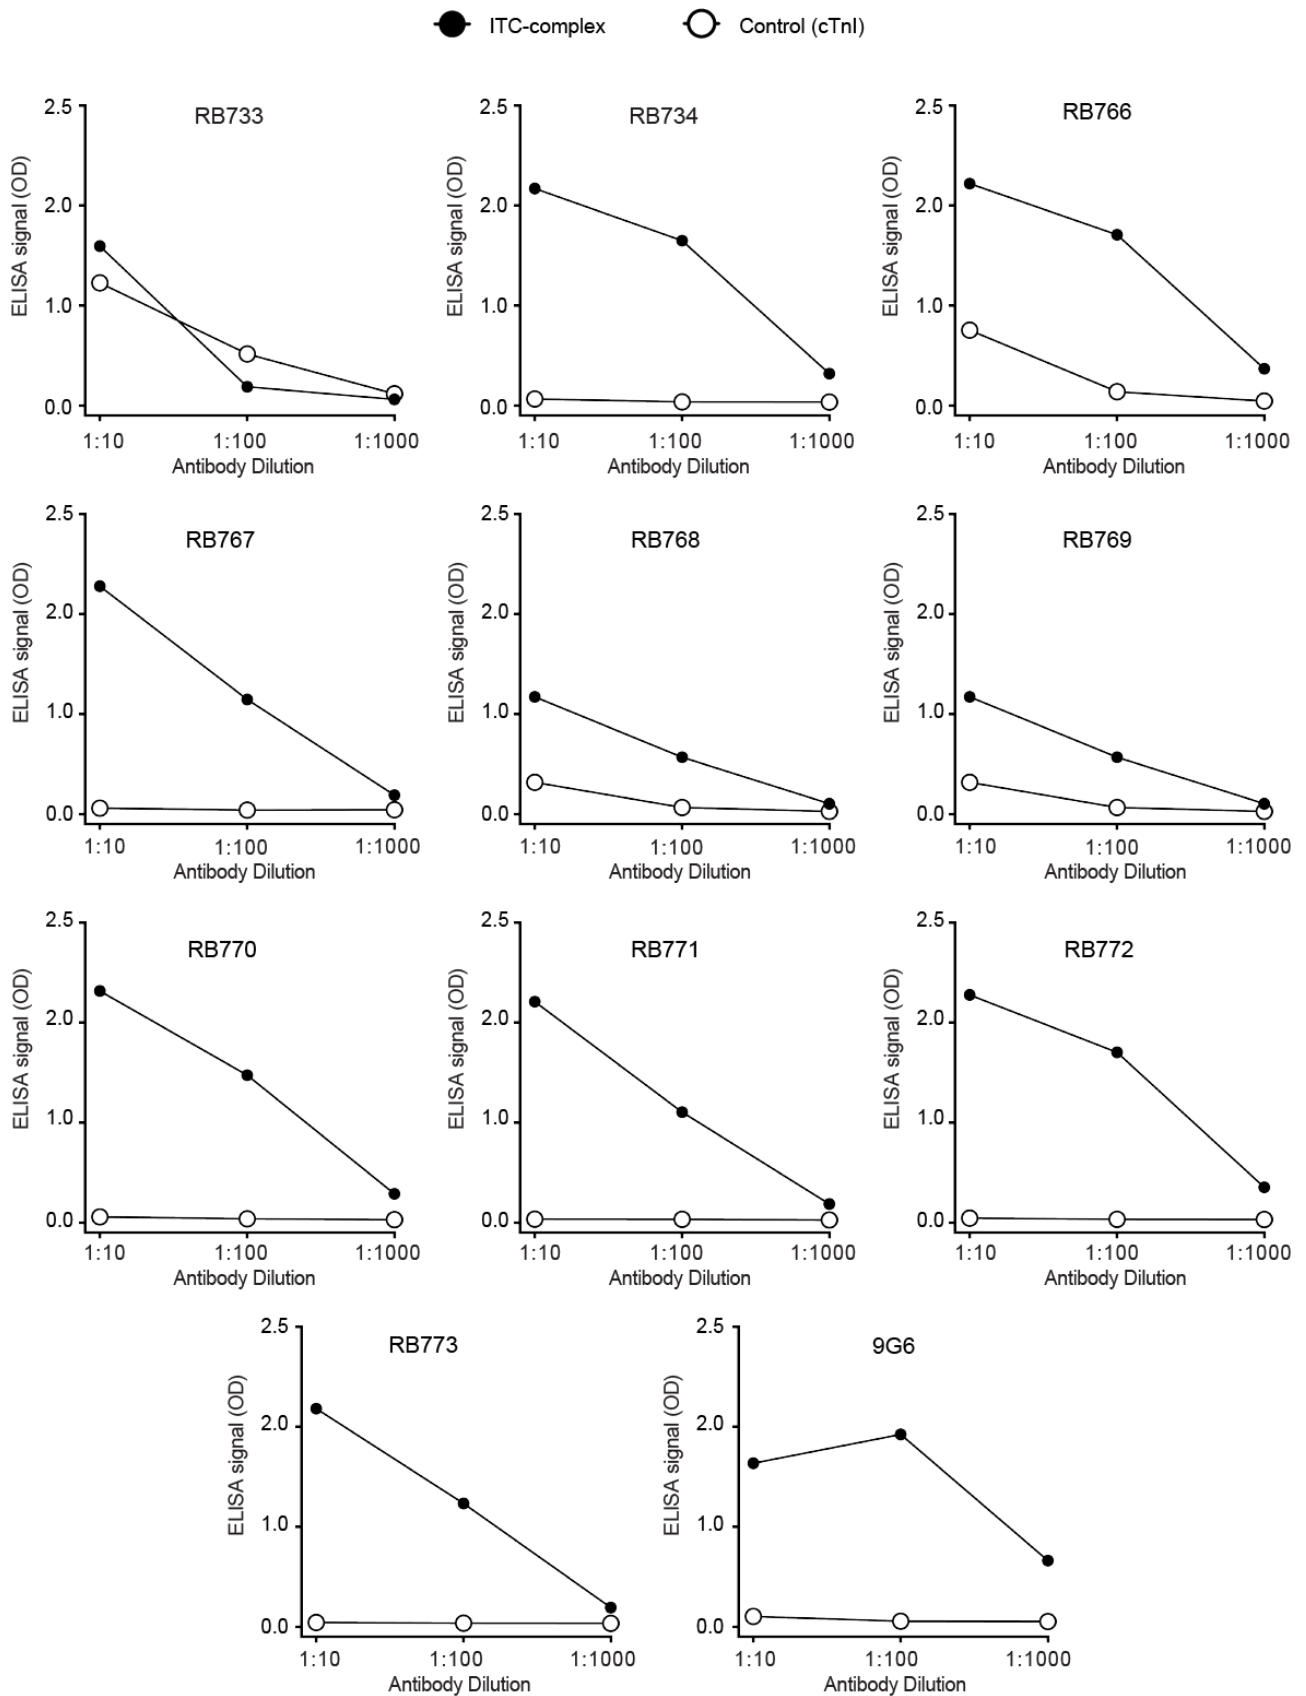 ITC-complex Control (cTnI)
RB733 RB734 RB766
2.5 2.5 2.5
ELISA signal (OD) ELISA signal (OD) ELISA signal (OD)
2.0 2.0 2.0
1.0 1.0 1.0
0.0 0.0 0.0
1:10 1:100 1:1000 1:10 1:100 1:1000 1:10 1:100 1:1000
Antibody Dilution Antibody Dilution Antibody Dilution
RB767 RB768 RB769
2.5 2.5 2.5
ELISA signal (OD) ELISA signal (OD) ELISA signal (OD)
2.0 2.0 2.0
1.0 1.0 1.0
0.0 0.0 0.0
1:10 1:100 1:1000 1:10 1:100 1:1000 1:10 1:100 1:1000
Antibody Dilution Antibody Dilution Antibody Dilution
RB770 RB771 RB772
2.5 2.5 2.5
ELISA signal (OD) ELISA signal (OD) ELISA signal (OD)
2.0 2.0 2.0
1.0 1.0 1.0
0.0 0.0 0.0
1:10 1:100 1:1000 1:10 1:100 1:1000 1:10 1:100 1:1000
Antibody Dilution Antibody Dilution Antibody Dilution
RB773 9G6
2.5 2.5
ELISA signal (OD) ELISA signal (OD)
2.0 2.0
1.0 1.0
0.0 0.0
1:10 1:100 1:1000 1:10 1:100 1:1000
Antibody Dilution Antibody Dilution